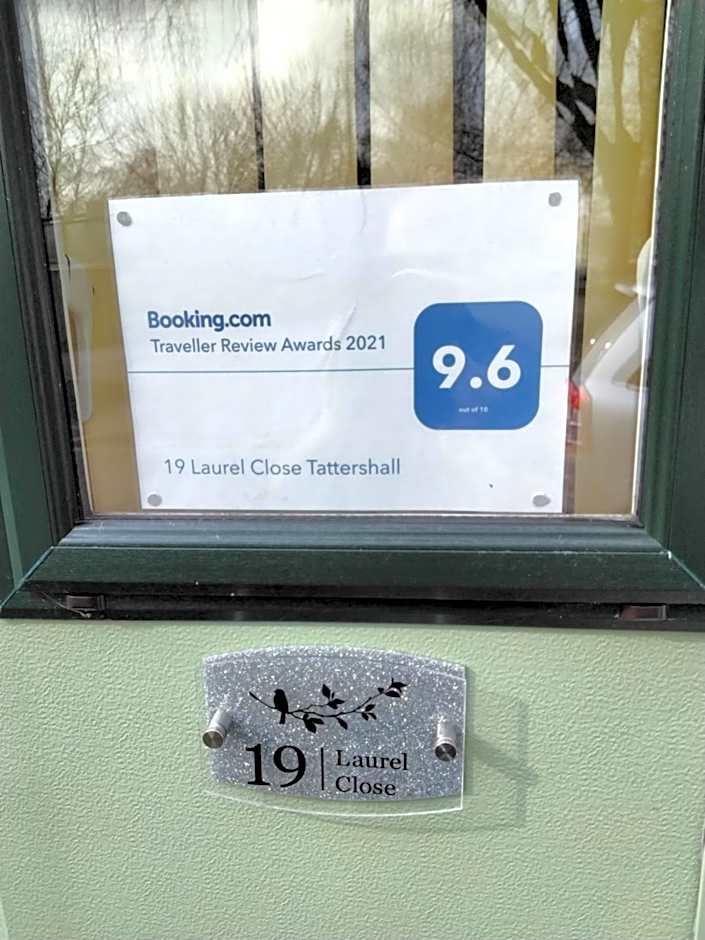 Booking.com
Traveller Review Awards 2021
9.6
out of 10
19 Laurel Close Tattershall
19 Laurel
Close